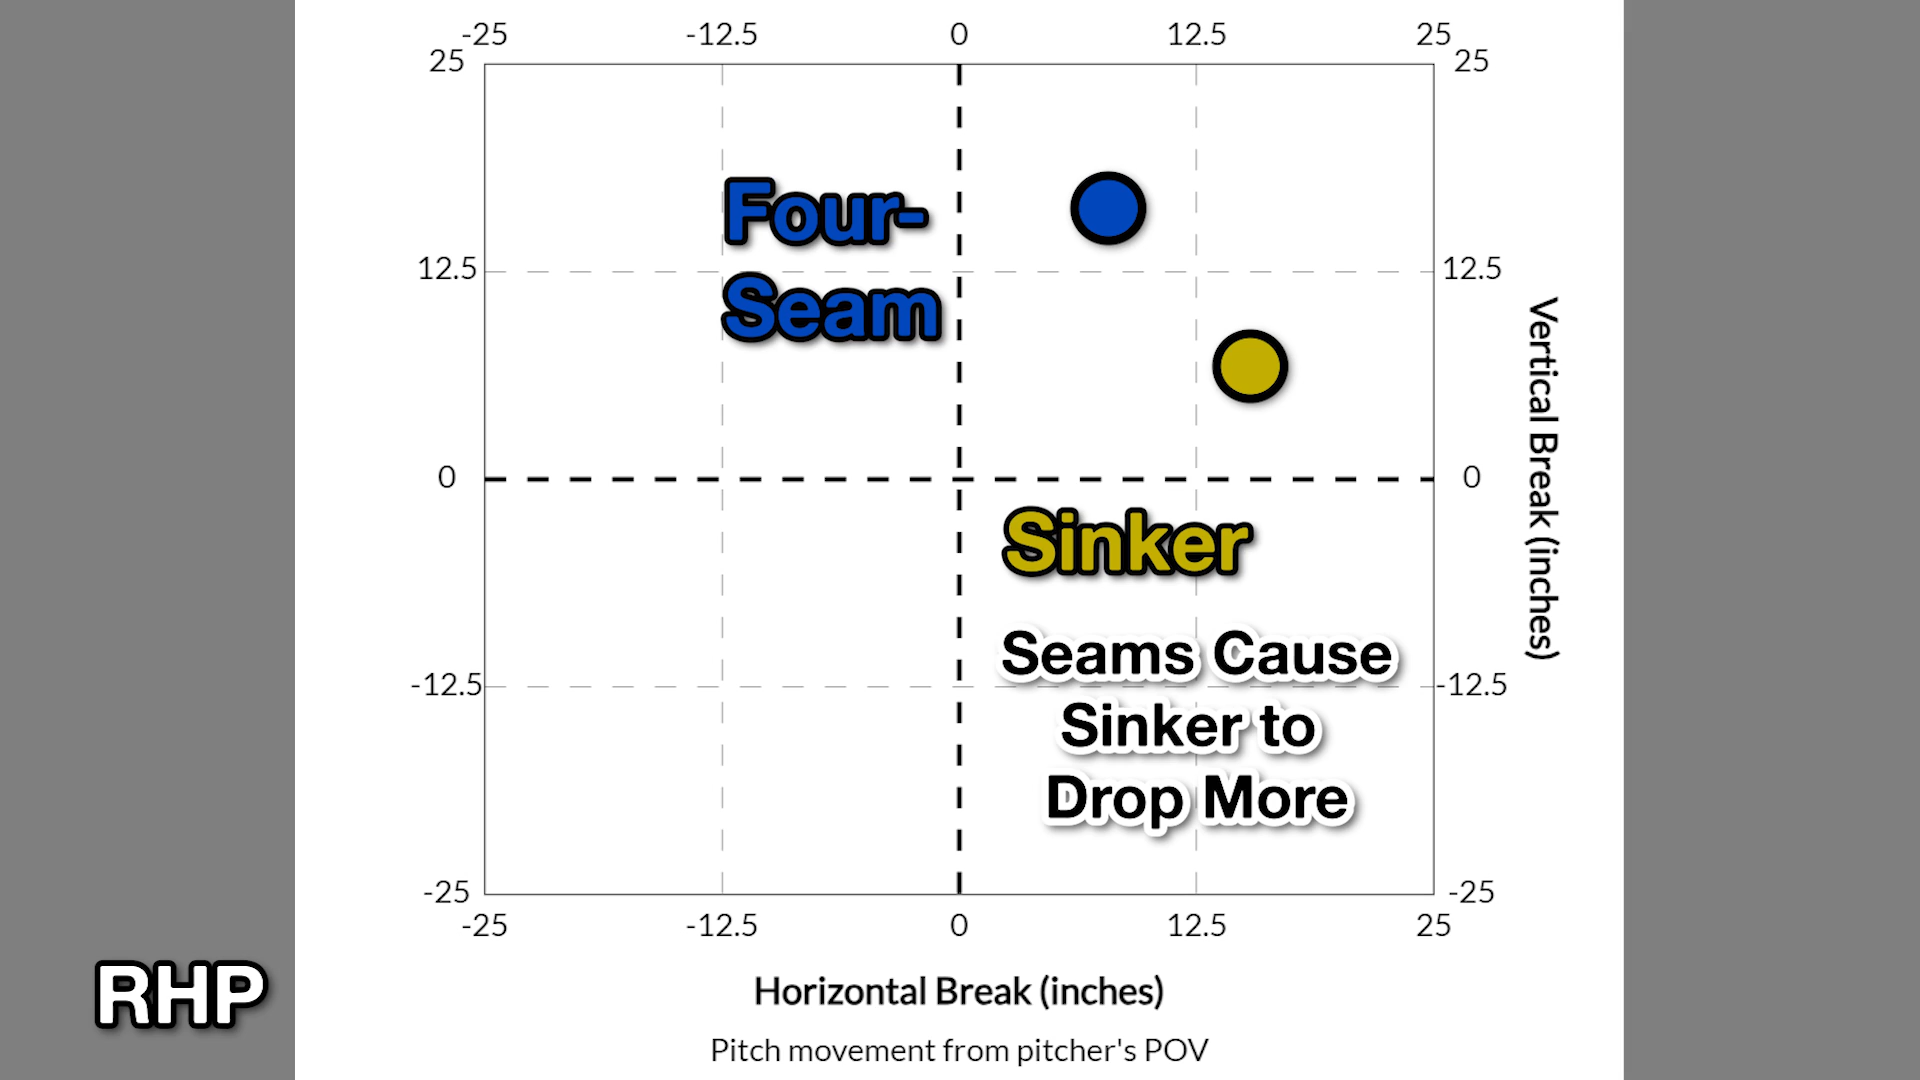 -25 -12.5 0 12.5 25
25 25
Four-
Seam
12.5 12.5
Vertical Break (inches)
0 0
Sinker
Seams Cause
-12.5 -12.5
Sinker to
Drop More
-25 -25
-25 -12.5 0 12.5 25
RHP
Horizontal Break (inches)
Pitch movement from pitcher's POV